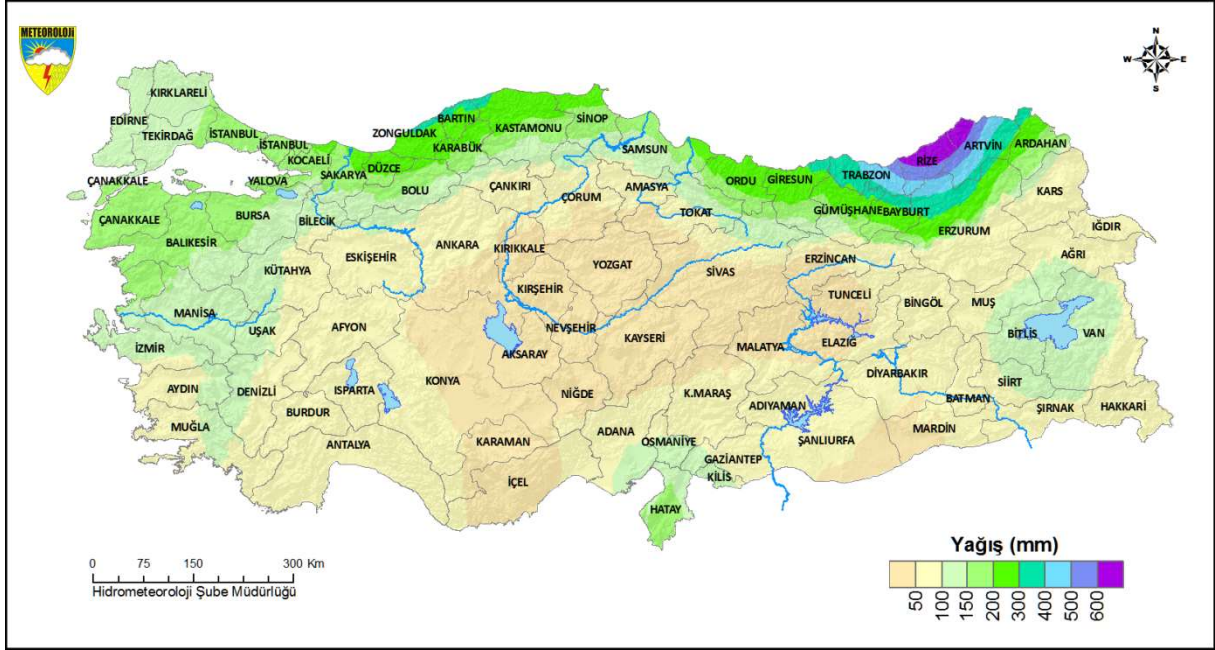 METEOROLOJİ
N
W E
S
KIRKLARELİ
EDİRNE
TEKİRDAĞ
İSTANBUL
İSTANBUL
KOCAELİ
YALOVA
SAKARYA
DÜZCE
ZONGULDAK
BARTIN
KARABÜK
KASTAMONU
SİNOP
SAMSUN
BOLU
ÇANKIRI
ÇORUM
AMASYA
TOKAT
ORDU
GİRESUN
TRABZON
RİZE
ARTVİN
ARDAHAN
GÜMÜŞHANE
BAYBURT
ERZURUM
KARS
IĞDIR
AĞRI
ÇANAKKALE
ÇANAKKALE
BALIKESİR
BURSA
BİLECİK
ESKİŞEHİR
ANKARA
KIRIKKALE
YOZGAT
SİVAS
ERZİNCAN
TUNCELİ
BİNGÖL
MUŞ
BİTLİS
VAN
KÜTAHYA
KIRŞEHİR
NEVŞEHİR
KAYSERİ
MALATYA
ELAZIĞ
DİYARBAKIR
BATMAN
SİİRT
ŞIRNAK
HAKKARİ
MANİSA
UŞAK
AFYON
İZMİR
AKSARAY
KONYA
NİĞDE
K.MARAŞ
ADIYAMAN
ŞANLIURFA
MARDİN
AYDIN
DENİZLİ
ISPARTA
BURDUR
MUĞLA
ANTALYA
KARAMAN
İÇEL
ADANA
OSMANİYE
GAZİANTEP
KİLİS
HATAY
0 75 150 300 Km
Hidrometeoroloji Şube Müdürlüğü
Yağış (mm)
50 100 150 200 300 400 500 600